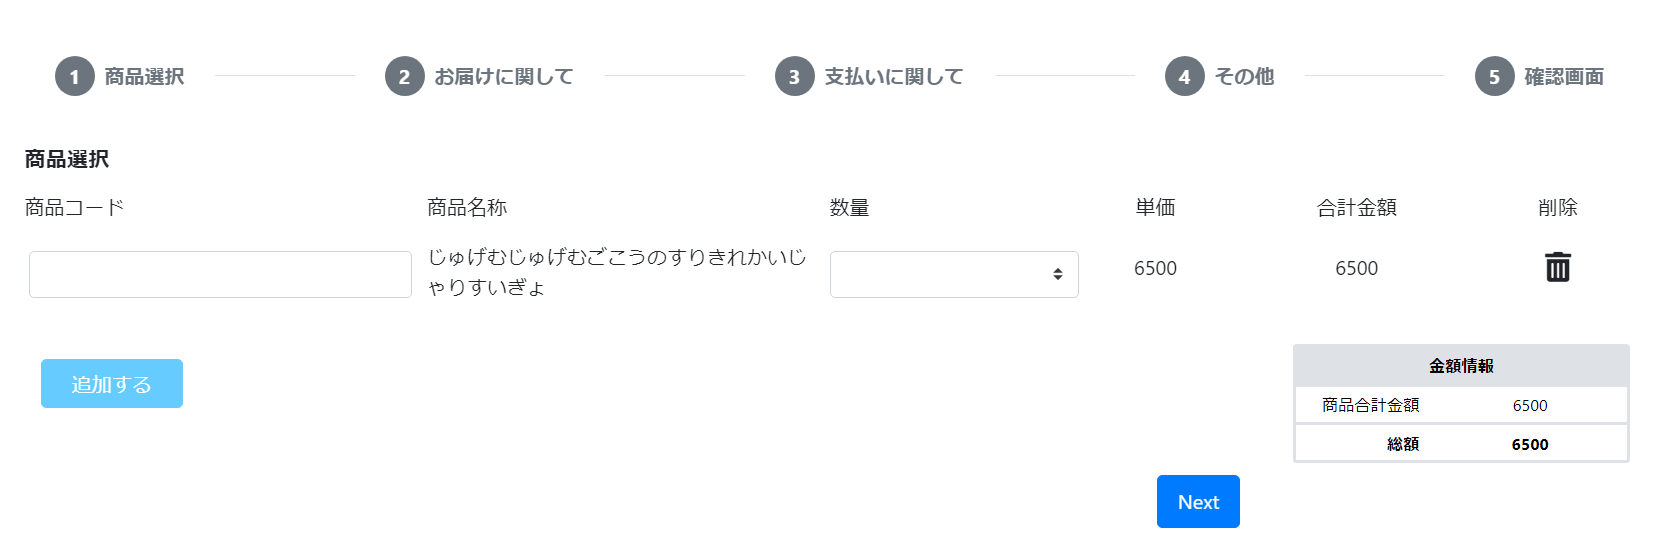 1 商品選択 2 お届けに関して 3 支払いに関して 4 その他 5 確認画面
商品選択
商品コード 商品名称 数量 単価 合計金額 削除
じゅげむじゅげむごこうのすりきれかいじ
ゃりすいぎょ
6500 6500
追加する
金額情報
商品合計金額 6500
総額 6500
Next